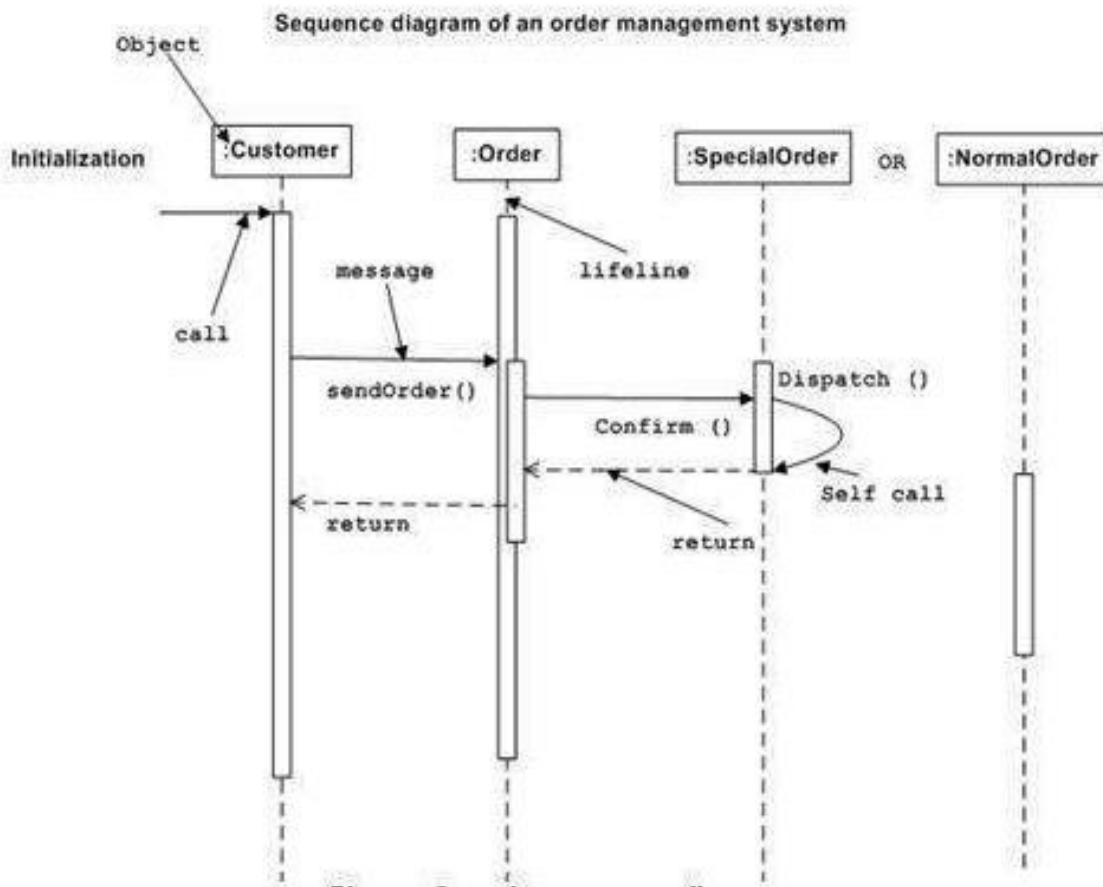 Sequence diagram of an order management system
Object
Initialization
:Customer
:Order
:SpecialOrder
OR
:NormalOrder
message
lifeline
call
sendOrder()
Dispatch ()
Confirm ()
Self call
return
return